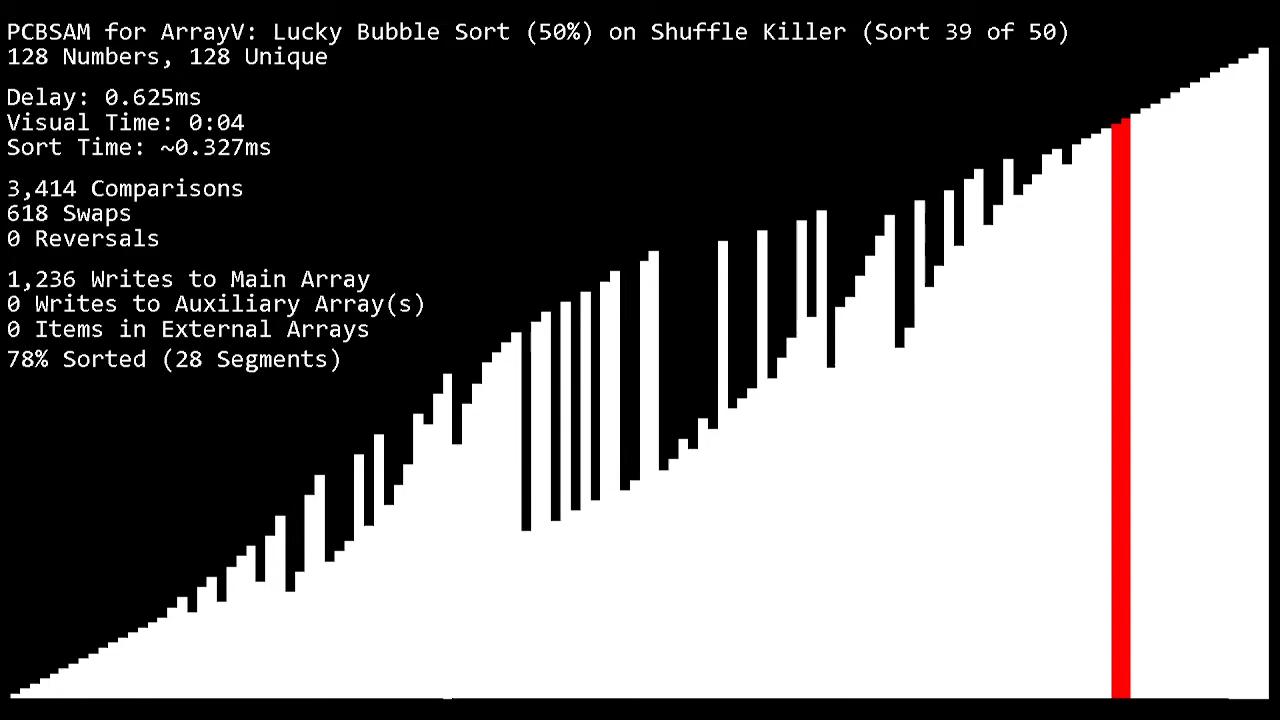 PCBSAM for ArrayV: Lucky Bubble Sort (50%) on Shuffle Killer (Sort 39 of 50)
128 Numbers, 128 Unique
Delay: 0.625ms
Visual Time: 0:04
Sort Time: ~0.327ms
3,414 Comparisons
618 Swaps
0 Reversals
1,236 Writes to Main Array
0 Writes to Auxiliary Array(s)
0 Items in External Arrays
78% Sorted (28 Segments)